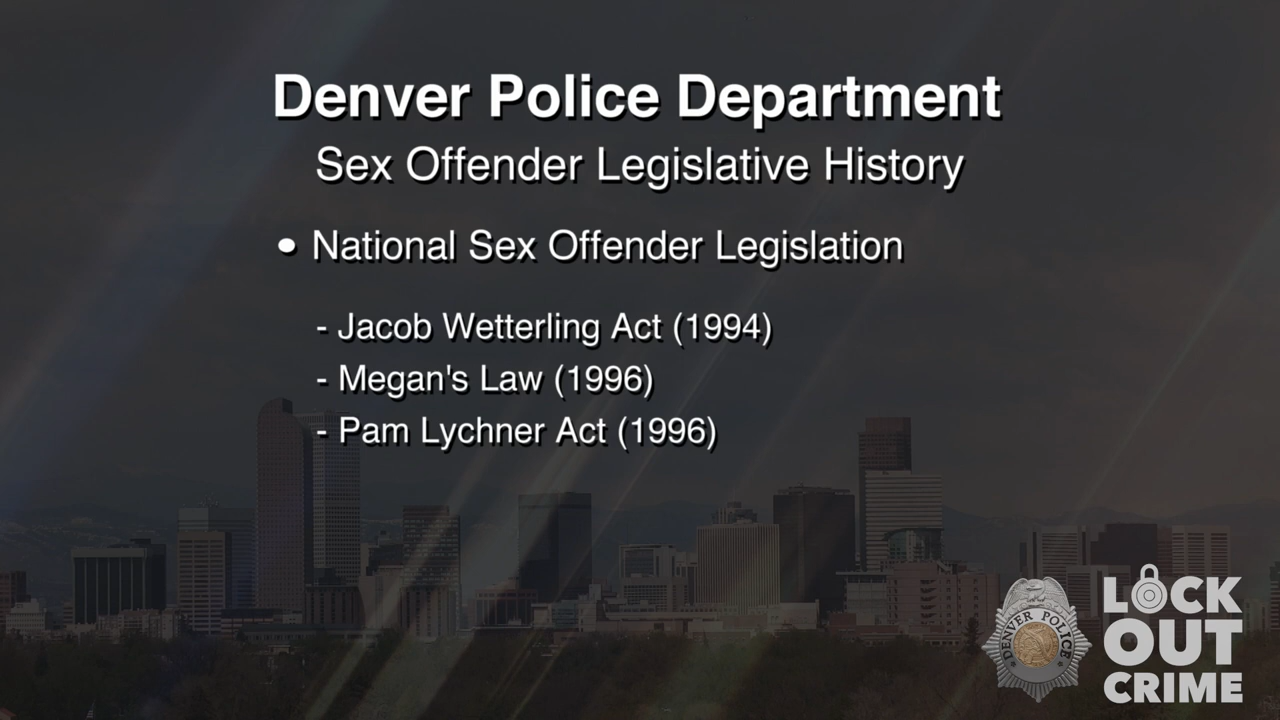 Denver Police Department
Sex Offender Legislative History
• National Sex Offender Legislation
- Jacob Wetterling Act (1994)
- Megan's Law (1996)
- Pam Lychner Act (1996)
DENVER POLICE
LOCK
OUT
CRIME